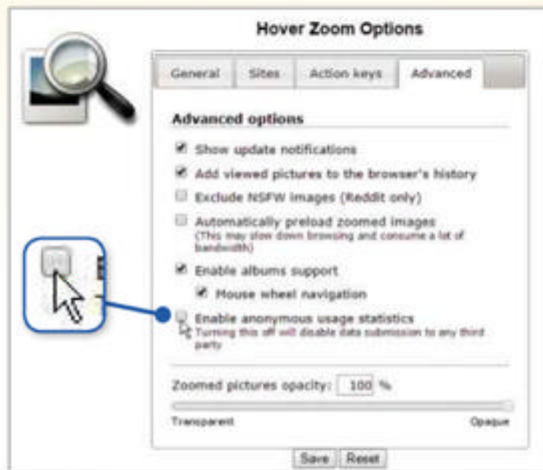 Hover Zoom Options
General Sites Action keys Advanced
Advanced options
Show update notifications
Add viewed pictures to the browser's history
Exclude NSFW images (Reddit only)
Automatically preload zoomed images
(This may slow down browsing and consume a lot of
bandwidth)
Enable albums support
Mouse wheel navigation
Enable anonymous usage statistics
Turning this off will disable data submission to any third
party
Zoomed pictures opacity: 100 %
Transparent Opaque
Save Reset